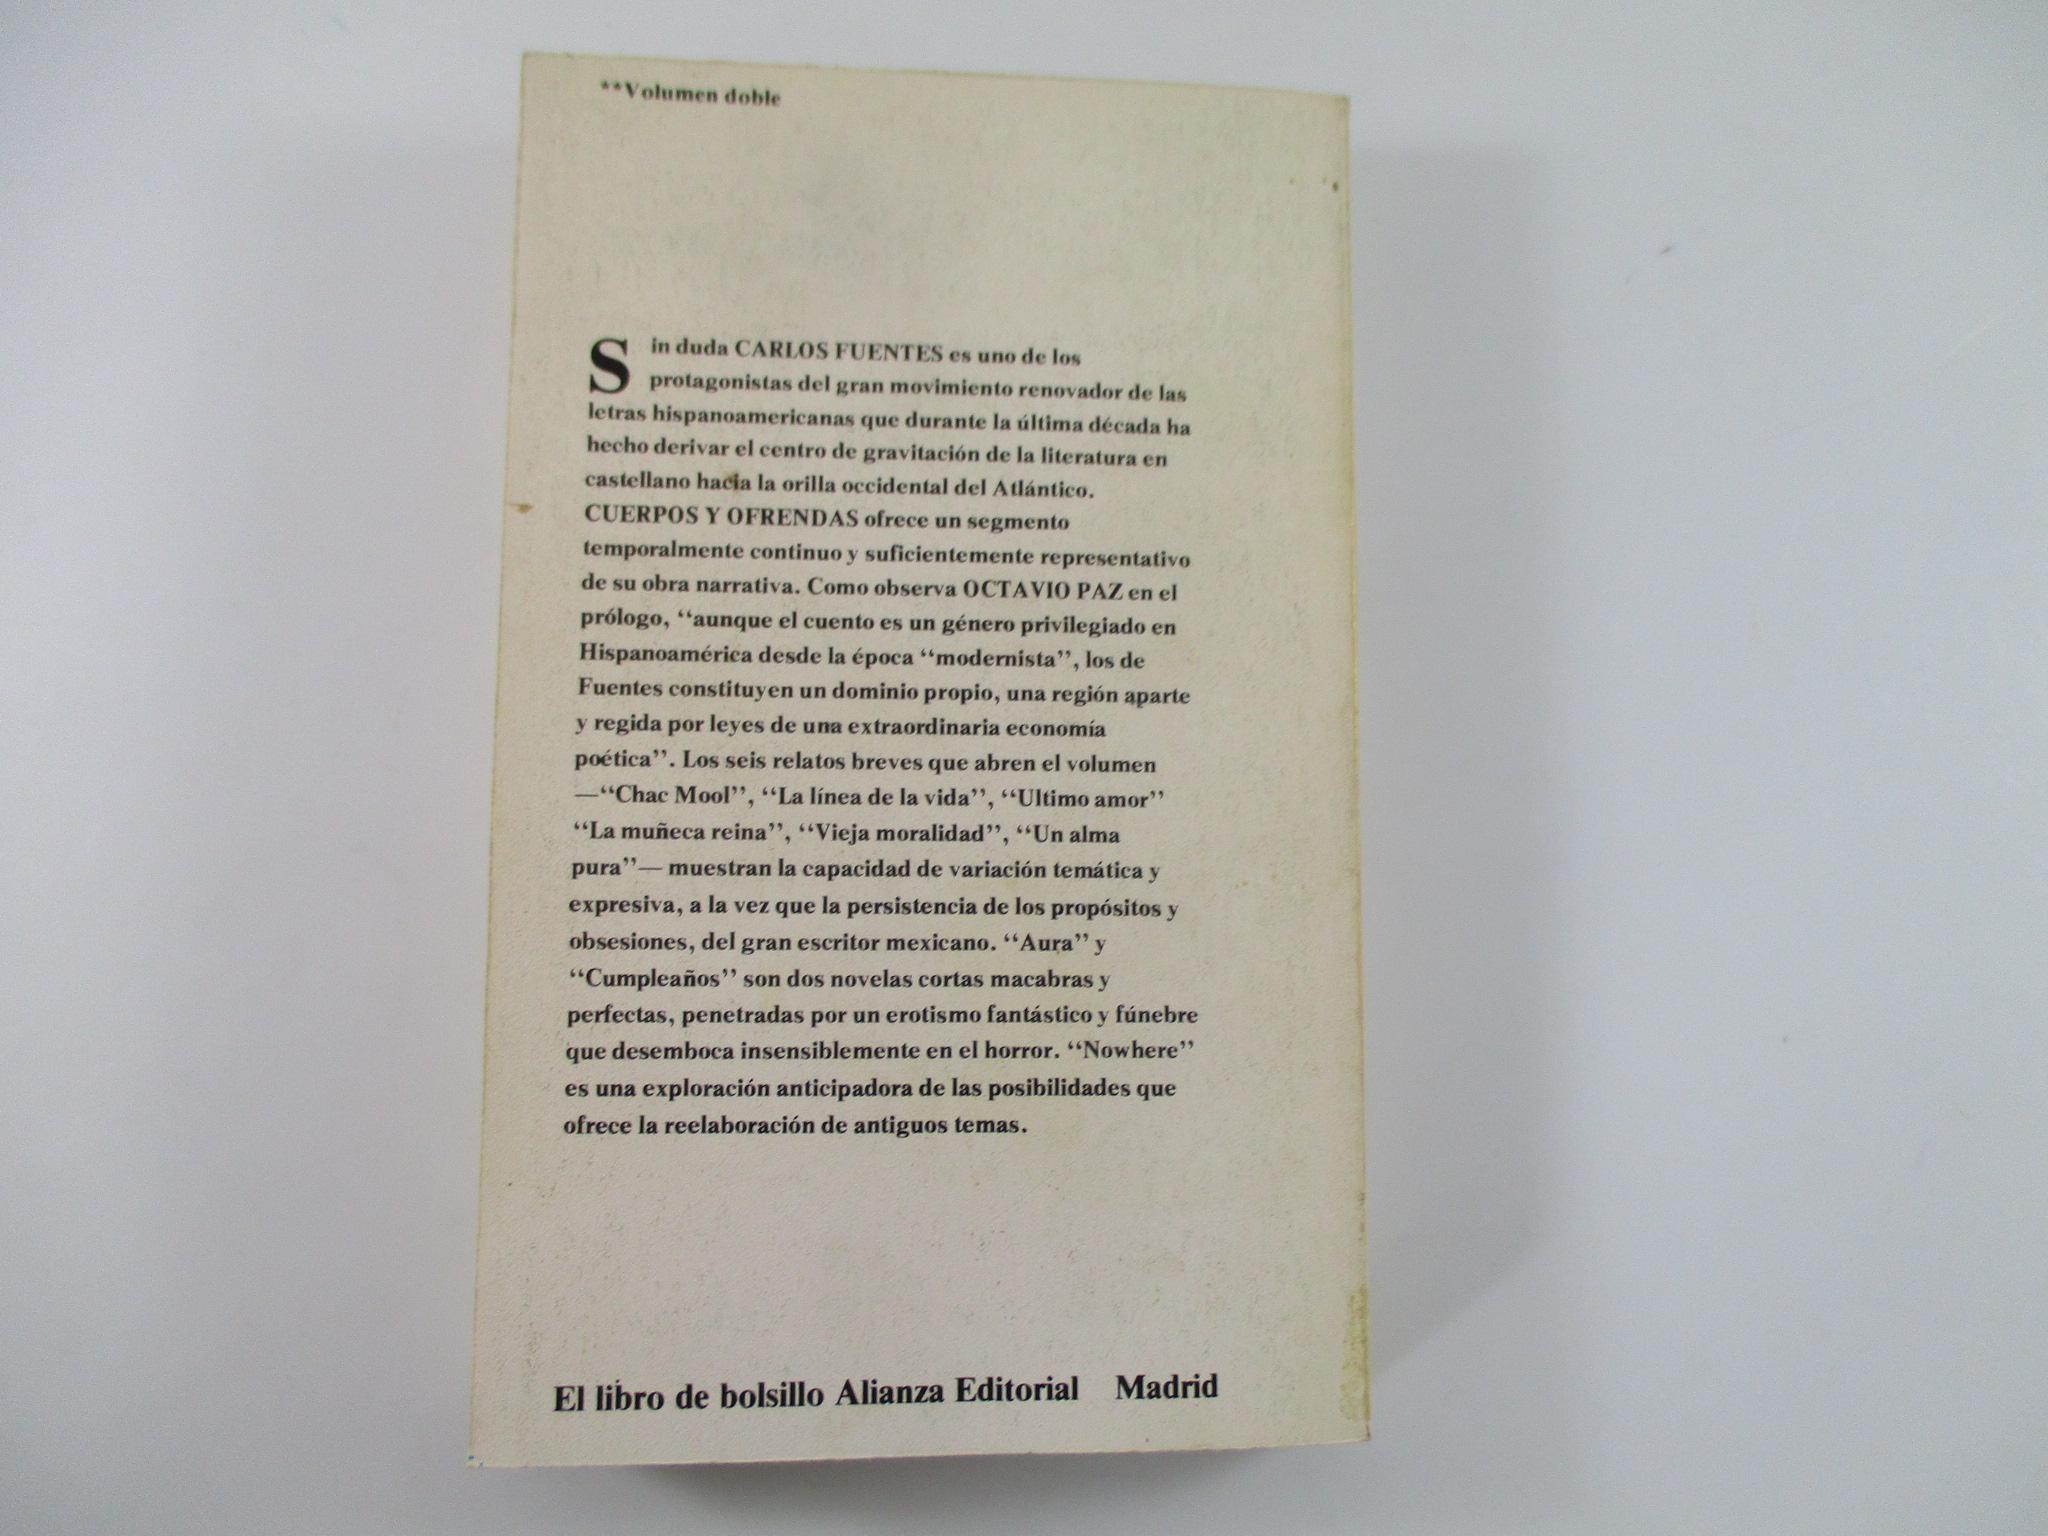 **Volumen doble
Sin duda CARLOS FUENTES es uno de los
protagonistas del gran movimiento renovador de las
letras hispanoamericanas que durante la última década ha
hecho derivar el centro de gravitación de la literatura en
castellano hacia la orilla occidental del Atlántico.
CUERPOS Y OFRENDAS ofrece un segmento
temporalmente continuo y suficientemente representativo
de su obra narrativa. Como observa OCTAVIO PAZ en el
prólogo, “aunque el cuento es un género privilegiado en
Hispanoamérica desde la época “modernista”, los de
Fuentes constituyen un dominio propio, una región aparte
y regida por leyes de una extraordinaria economía
poética”. Los seis relatos breves que abren el volumen
—“Chac Mool”, “La línea de la vida”, “Ultimo amor”
“La muñeca reina”, “Vieja moralidad”, “Un alma
pura”— muestran la capacidad de variación temática y
expresiva, a la vez que la persistencia de los propósitos y
obsesiones, del gran escritor mexicano. “Aura” y
“Cumpleaños” son dos novelas cortas macabras y
perfectas, penetradas por un erotismo fantástico y fúnebre
que desemboca insensiblemente en el horror. “Nowhere”
es una exploración anticipadora de las posibilidades que
ofrece la reelaboración de antiguos temas.
El libro de bolsillo Alianza Editorial Madrid